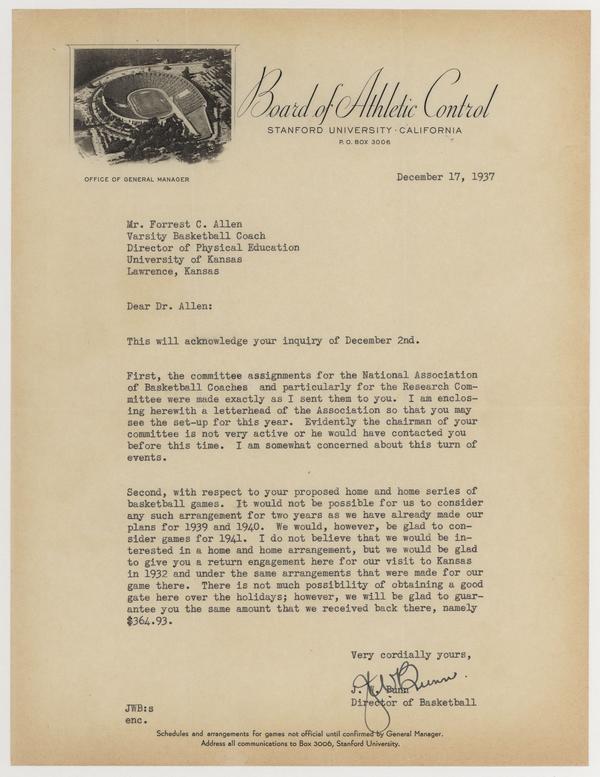 Board of Athletic Control
STANFORD UNIVERSITY · CALIFORNIA
P. O. BOX 3006
OFFICE OF GENERAL MANAGER
December 17, 1937
Mr. Forrest C. Allen
Varsity Basketball Coach
Director of Physical Education
University of Kansas
Lawrence, Kansas
Dear Dr. Allen:
This will acknowledge your inquiry of December 2nd.
First, the committee assignments for the National Association
of Basketball Coaches and particularly for the Research Com-
mittee were made exactly as I sent them to you. I am enclos-
ing herewith a letterhead of the Association so that you may
see the set-up for this year. Evidently the chairman of your
committee is not very active or he would have contacted you
before this time. I am somewhat concerned about this turn of
events.
Second, with respect to your proposed home and home series of
basketball games. It would not be possible for us to consider
any such arrangement for two years as we have already made our
plans for 1939 and 1940. We would, however, be glad to con-
sider games for 1941. I do not believe that we would be in-
terested in a home and home arrangement, but we would be glad
to give you a return engagement here for our visit to Kansas
in 1932 and under the same arrangements that were made for our
game there. There is not much possibility of obtaining a good
gate here over the holidays; however, we will be glad to guar-
antee you the same amount that we received back there, namely
$364.93.
Very cordially yours,
J. W. Bunn
J. W. Bunn
Director of Basketball
JWB:s
enc.
Schedules and arrangements for games not official until confirmed by General Manager.
Address all communications to Box 3006, Stanford University.